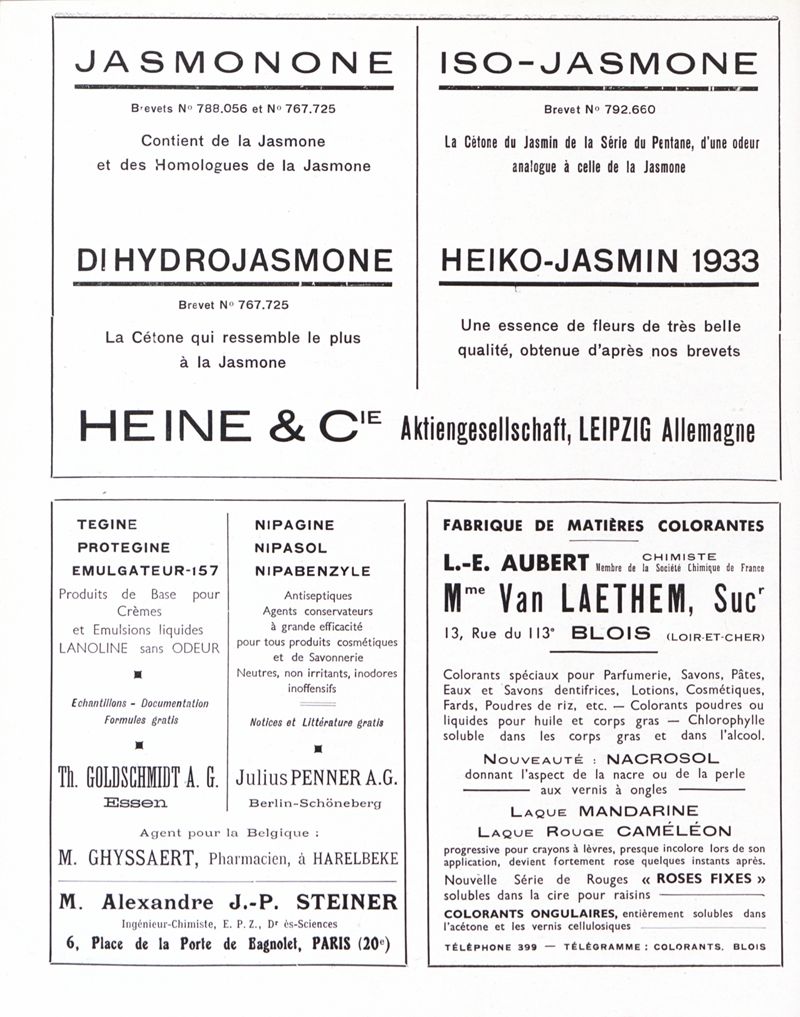 JASMONONE
Brevets Nº 788.056 et Nº 767.725
Contient de la Jasmone
et des Homologues de la Jasmone
ISO-JASMONE
Brevet Nº 792.660
La Cétone du Jasmin de la Série du Pentane, d'une odeur
analogue à celle de la Jasmone
DIHYDROJASMONE
Brevet Nº 767.725
La Cétone qui ressemble le plus
à la Jasmone
HEIKO-JASMIN 1933
Une essence de fleurs de très belle
qualité, obtenue d'après nos brevets
HEINE & CIE Aktiengesellschaft, LEIPZIG Allemagne
TEGINE
PROTEGINE
EMULGATEUR-157
Produits de Base pour
Crèmes
et Emulsions liquides
LANOLINE sans ODEUR
Echantillons - Documentation
Formules gratis
Th. GOLDSCHMIDT A. G.
Essen
NIPAGINE
NIPASOL
NIPABENZYLE
Antiseptiques
Agents conservateurs
à grande efficacité
pour tous produits cosmétiques
et de Savonnerie
Neutres, non irritants, inodores
inoffensifs
Notices et Littérature gratis
Julius PENNER A.G.
Berlin-Schöneberg
Agent pour la Belgique :
M. GHYSSAERT, Pharmacien, à HARELBEKE
M. Alexandre J.-P. STEINER
Ingénieur-Chimiste, E. P. Z., Dr ès-Sciences
6, Place de la Porte de Bagnolet, PARIS (20e)
FABRIQUE DE MATIÈRES COLORANTES
L.-E. AUBERT CHIMISTE
Membre de la Société Chimique de France
Mme Van LAETHEM, Sucr
13, Rue du 113e BLOIS (LOIR-ET-CHER)
Colorants spéciaux pour Parfumerie, Savons, Pâtes,
Eaux et Savons dentifrices, Lotions, Cosmétiques,
Fards, Poudres de riz, etc. — Colorants poudres ou
liquides pour huile et corps gras — Chlorophylle
soluble dans les corps gras et dans l'alcool.
NOUVEAUTÉ : NACROSOL
donnant l'aspect de la nacre ou de la perle
aux vernis à ongles
LAQUE MANDARINE
LAQUE ROUGE CAMÉLÉON
progressive pour crayons à lèvres, presque incolore lors de son
application, devient fortement rose quelques instants après.
Nouvelle Série de Rouges « ROSES FIXES »
solubles dans la cire pour raisins
COLORANTS ONGULAIRES, entièrement solubles dans
l'acétone et les vernis cellulosiques
TÉLÉPHONE 399 — TÉLÉGRAMME : COLORANTS. BLOIS